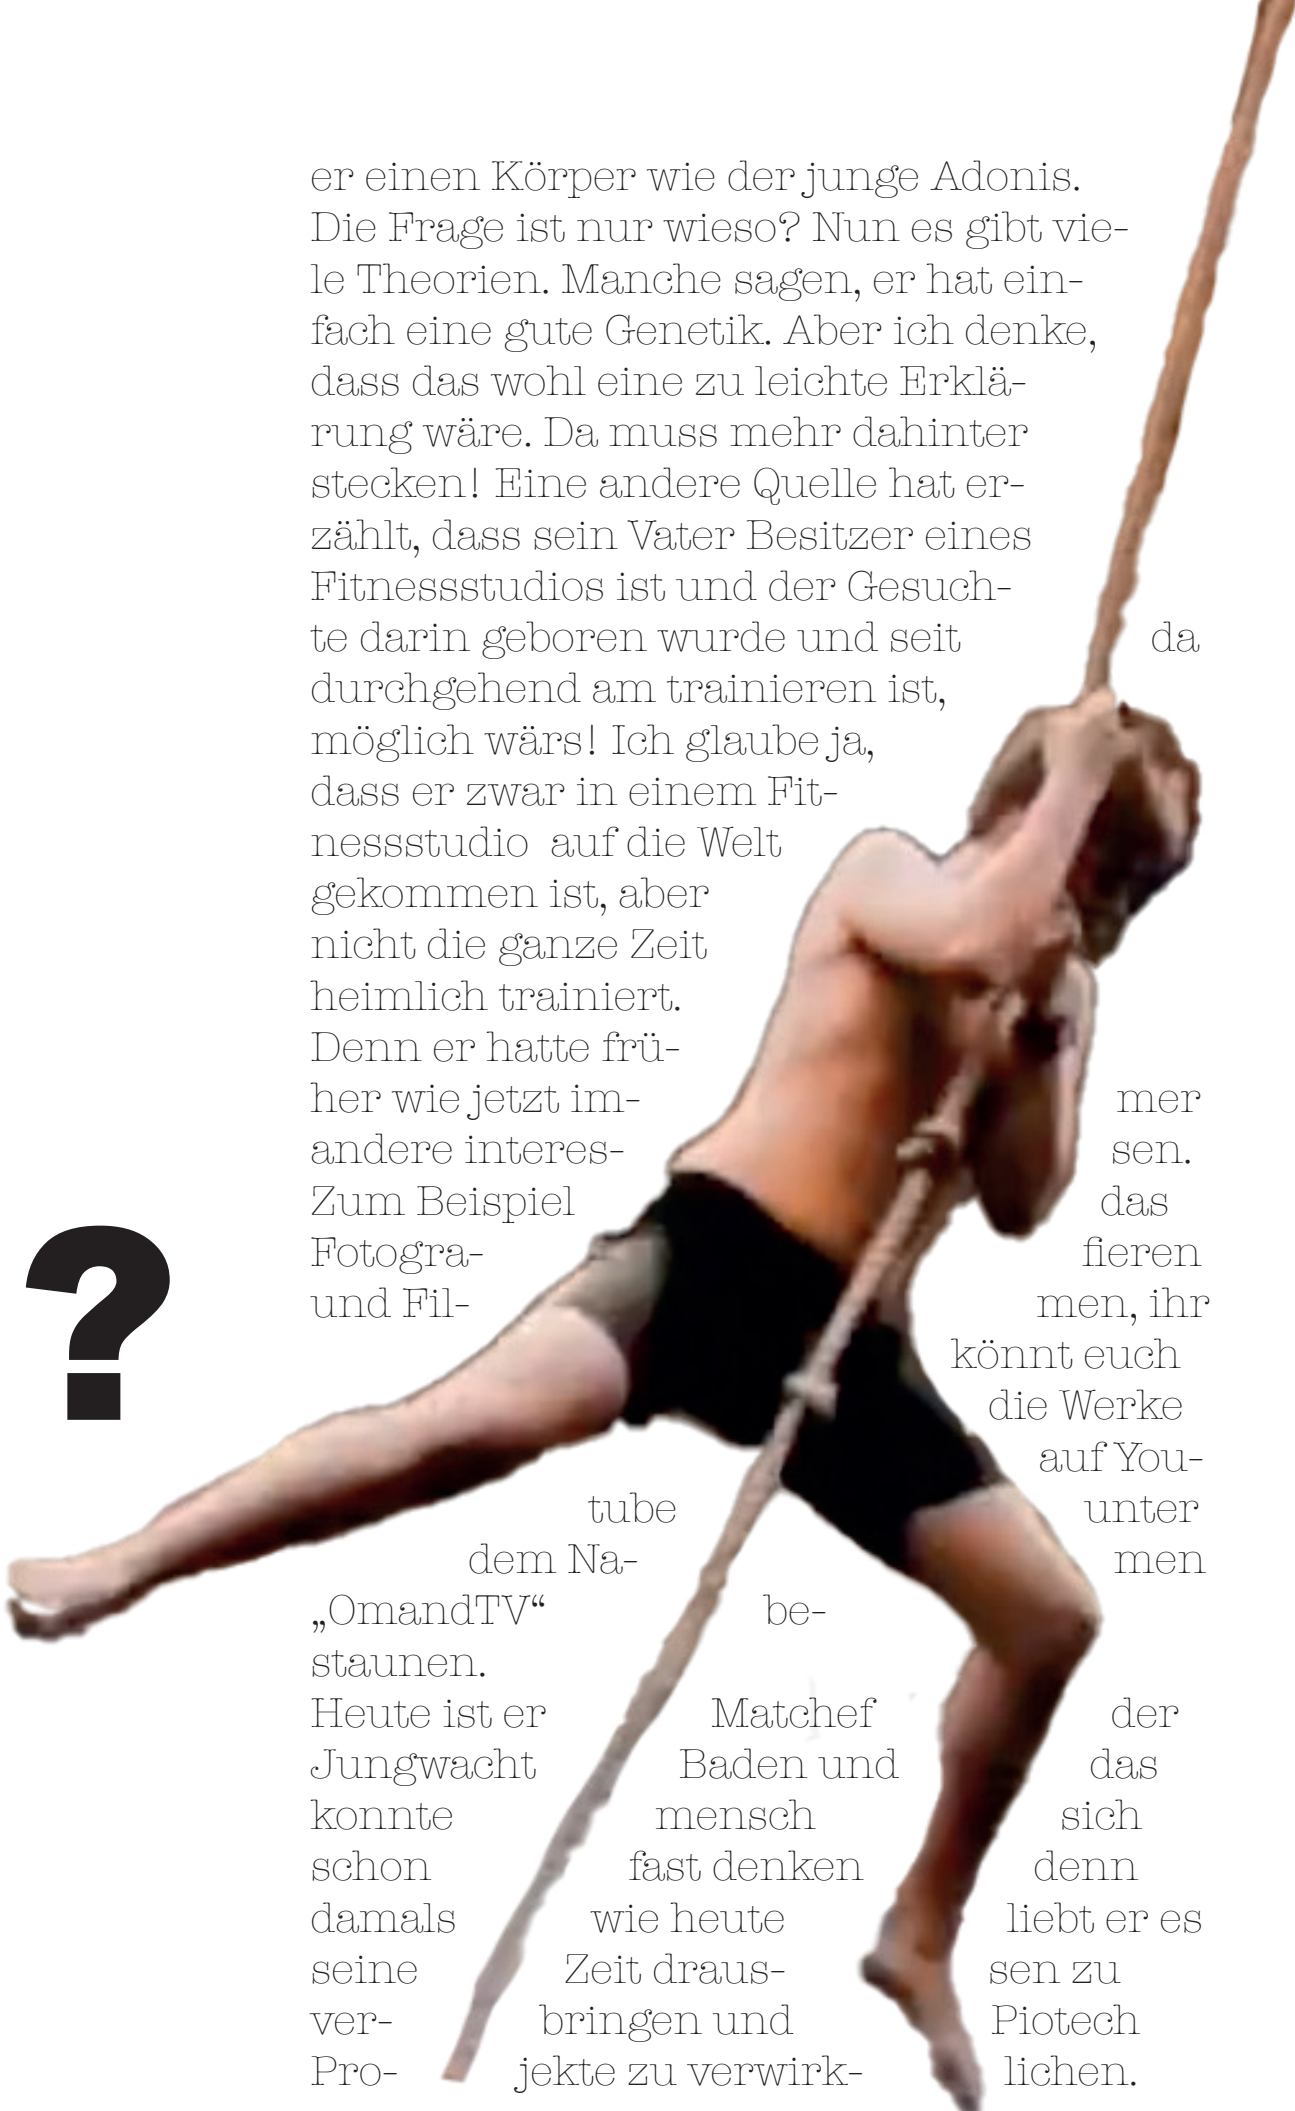 er einen Körper wie der junge Adonis.
Die Frage ist nur wieso? Nun es gibt vie-
le Theorien. Manche sagen, er hat ein-
fach eine gute Genetik. Aber ich denke,
dass das wohl eine zu leichte Erklä-
rung wäre. Da muss mehr dahinter
stecken! Eine andere Quelle hat er-
zählt, dass sein Vater Besitzer eines
Fitnessstudios ist und der Gesuch-
te darin geboren wurde und seit da
durchgehend am trainieren ist,
möglich wärs! Ich glaube ja,
dass er zwar in einem Fit-
nessstudio auf die Welt
gekommen ist, aber
nicht die ganze Zeit
heimlich trainiert.
Denn er hatte frü-
her wie jetzt im- mer
andere interes- sen.
Zum Beispiel das
Fotogra- fieren
und Fil- men, ihr
könnt euch
die Werke
auf You-
tube unter
dem Na- men
„OmandTV“ be-
staunen.
Heute ist er Matchef der
Jungwacht Baden und das
konnte mensch sich
schon fast denken denn
damals wie heute liebt er es
seine Zeit draus- sen zu
ver- bringen und Piotech
Pro- jekte zu verwirk- lichen.
?